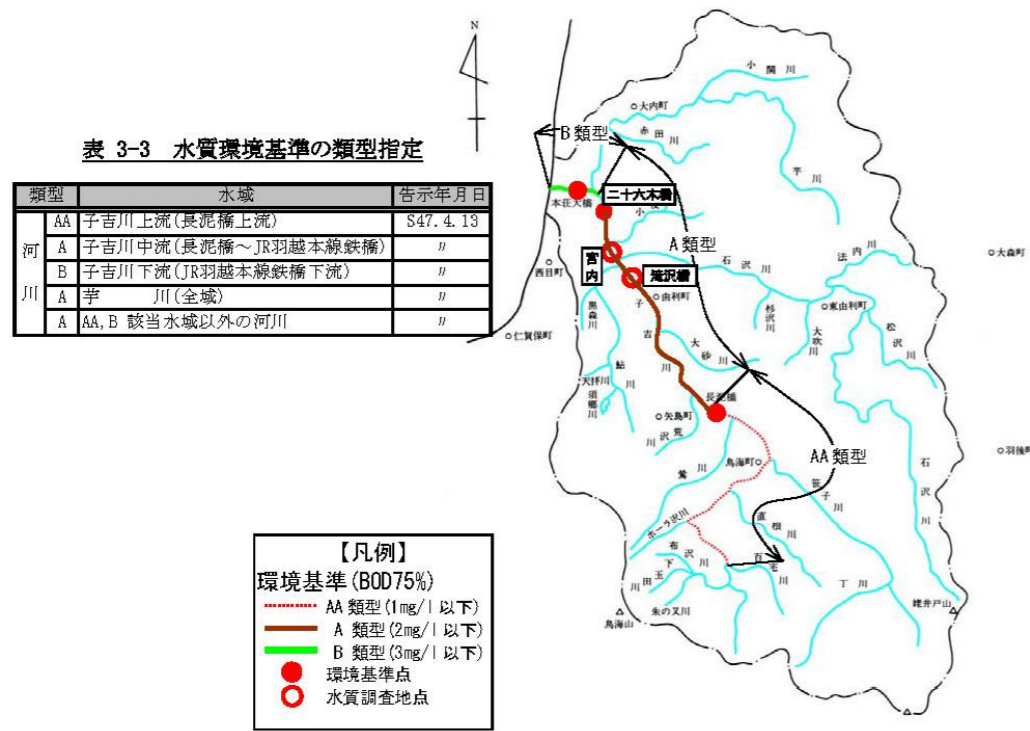 表 3-3 水質環境基準の類型指定
類型 水域 告示年月日
河川 AA 子吉川上流(長泥橋上流) S47.4.13
A 子吉川中流(長泥橋～JR羽越本線鉄橋) 〃
B 子吉川下流(JR羽越本線鉄橋下流) 〃
A 芋 川(全域) 〃
A AA,B 該当水域以外の河川 〃
N
小関川
大内町
赤田川
B類型
芋川
二十六木橋
本荘大橋
A類型
宮内
滝沢橋
石沢川
法内川
大森町
西目町
由利町
東由利町
杉沢川
大吹川
松沢川
黒森川
子吉川
大砂川
仁賀保町
鮎川
天拝川
須郷川
長泥橋
矢島町
荒沢川
AA類型
羽後町
鳥海町
笹子川
石沢川
鶯川
直根川
ホーラ沢川
百宅川
布沢川
下玉田川
丁川
朱の又川
鳥海山
姥井戸山
【凡例】
環境基準(BOD75%)
AA 類型(1mg/l 以下)
A 類型(2mg/l 以下)
B 類型(3mg/l 以下)
環境基準点
水質調査地点